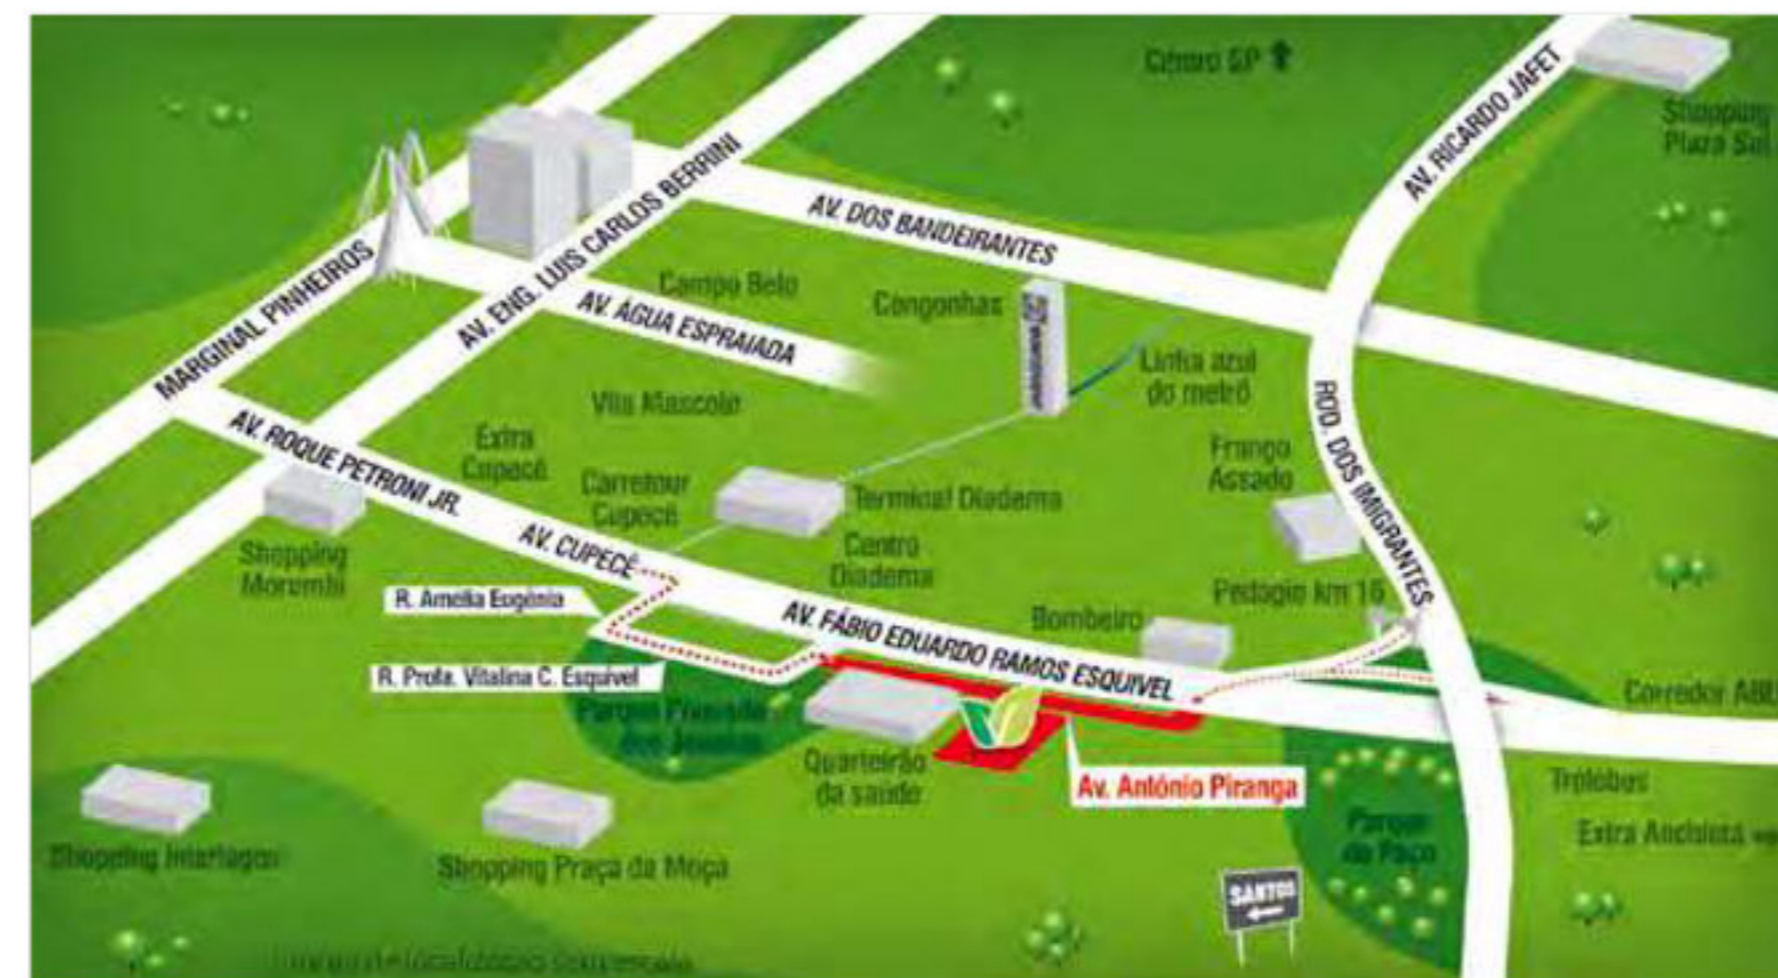 Centro SP
AV. RICARDO JAFET
Shopping
Plaza Sul
AV. ENG. LUIS CARLOS BERRINI
MARGINAL PINHEIROS
AV. DOS BANDEIRANTES
Campo Belo
Congonhas
AV. ÁGUA ESPRAIADA
Linha azul
do metrô
Vila Mascote
ROD. DOS IMIGRANTES
AV. ROQUE PETRONI JR.
Extra
Cupecê
Frango
Assado
Carrefour
Cupecê
Terminal Diadema
AV. CUPECÊ
Centro
Diadema
Shopping
Morumbi
R. Amelia Eugênia
Pedagio km 16
Bombeiro
AV. FÁBIO EDUARDO RAMOS ESQUIVEL
R. Profa. Vitalina C. Esquivel
Corredor
Parque
Quarteirão
da saúde
Av. Antônio Piranga
Trólebus
Parque
do Paço
Extra Anchieta
Shopping Interlagos
Shopping Praça da Moça
SANTOS